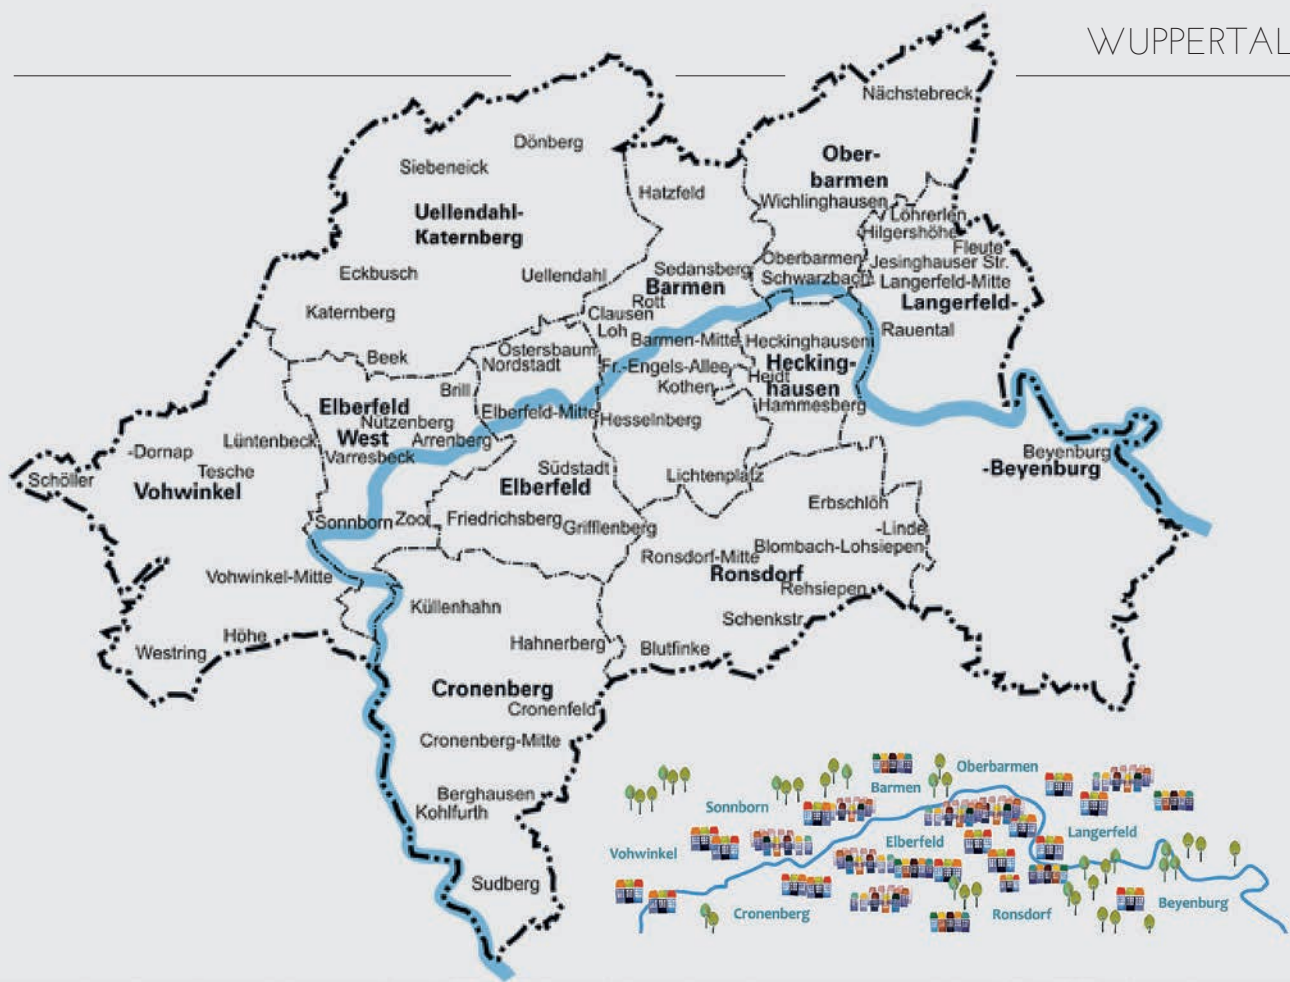 WUPPERTAL
Nächstebreck
Dönberg
Siebeneick
Ober-
barmen
Hatzfeld
Wichlinghausen
Uellendahl-
Katernberg
Löhrerlen
Hilgershöhe
Fleute
Eckbusch
Uellendahl
Sedansberg
Oberbarmen
Jesinghauser Str.
Barmen
Schwarzbach
Langerfeld-Mitte
Katernberg
Rott
Clausen
Langerfeld-
Loh
Rauental
Barmen-Mitte
Heckinghausen
Ostersbaum
Nordstadt
Beek
Fr.-Engels-Allee
Hecking-
hausen
Heidt
Kothen
Brill
Elberfeld
West
Nützenberg
Elberfeld-Mitte
Hesselnberg
Hammesberg
Lüntenbeck
Arrenberg
Varresbeck
-Dornap
Tesche
Schöller
Vohwinkel
Südstadt
Elberfeld
Lichtenplatz
Beyenburg
-Beyenburg
Erbschlöh
Sonnborn
Zoo
Friedrichsberg
Grifflenberg
-Linde
Blombach-Lohsiepen
Ronsdorf-Mitte
Ronsdorf
Rehsiepen
Vohwinkel-Mitte
Küllenhahn
Schenkstr.
Höhe
Westring
Hahnerberg
Blutfinke
Cronenberg
Cronenfeld
Cronenberg-Mitte
Berghausen
Kohlfurth
Sudberg
Oberbarmen
Barmen
Sonnborn
Langerfeld
Elberfeld
Vohwinkel
Cronenberg
Ronsdorf
Beyenburg